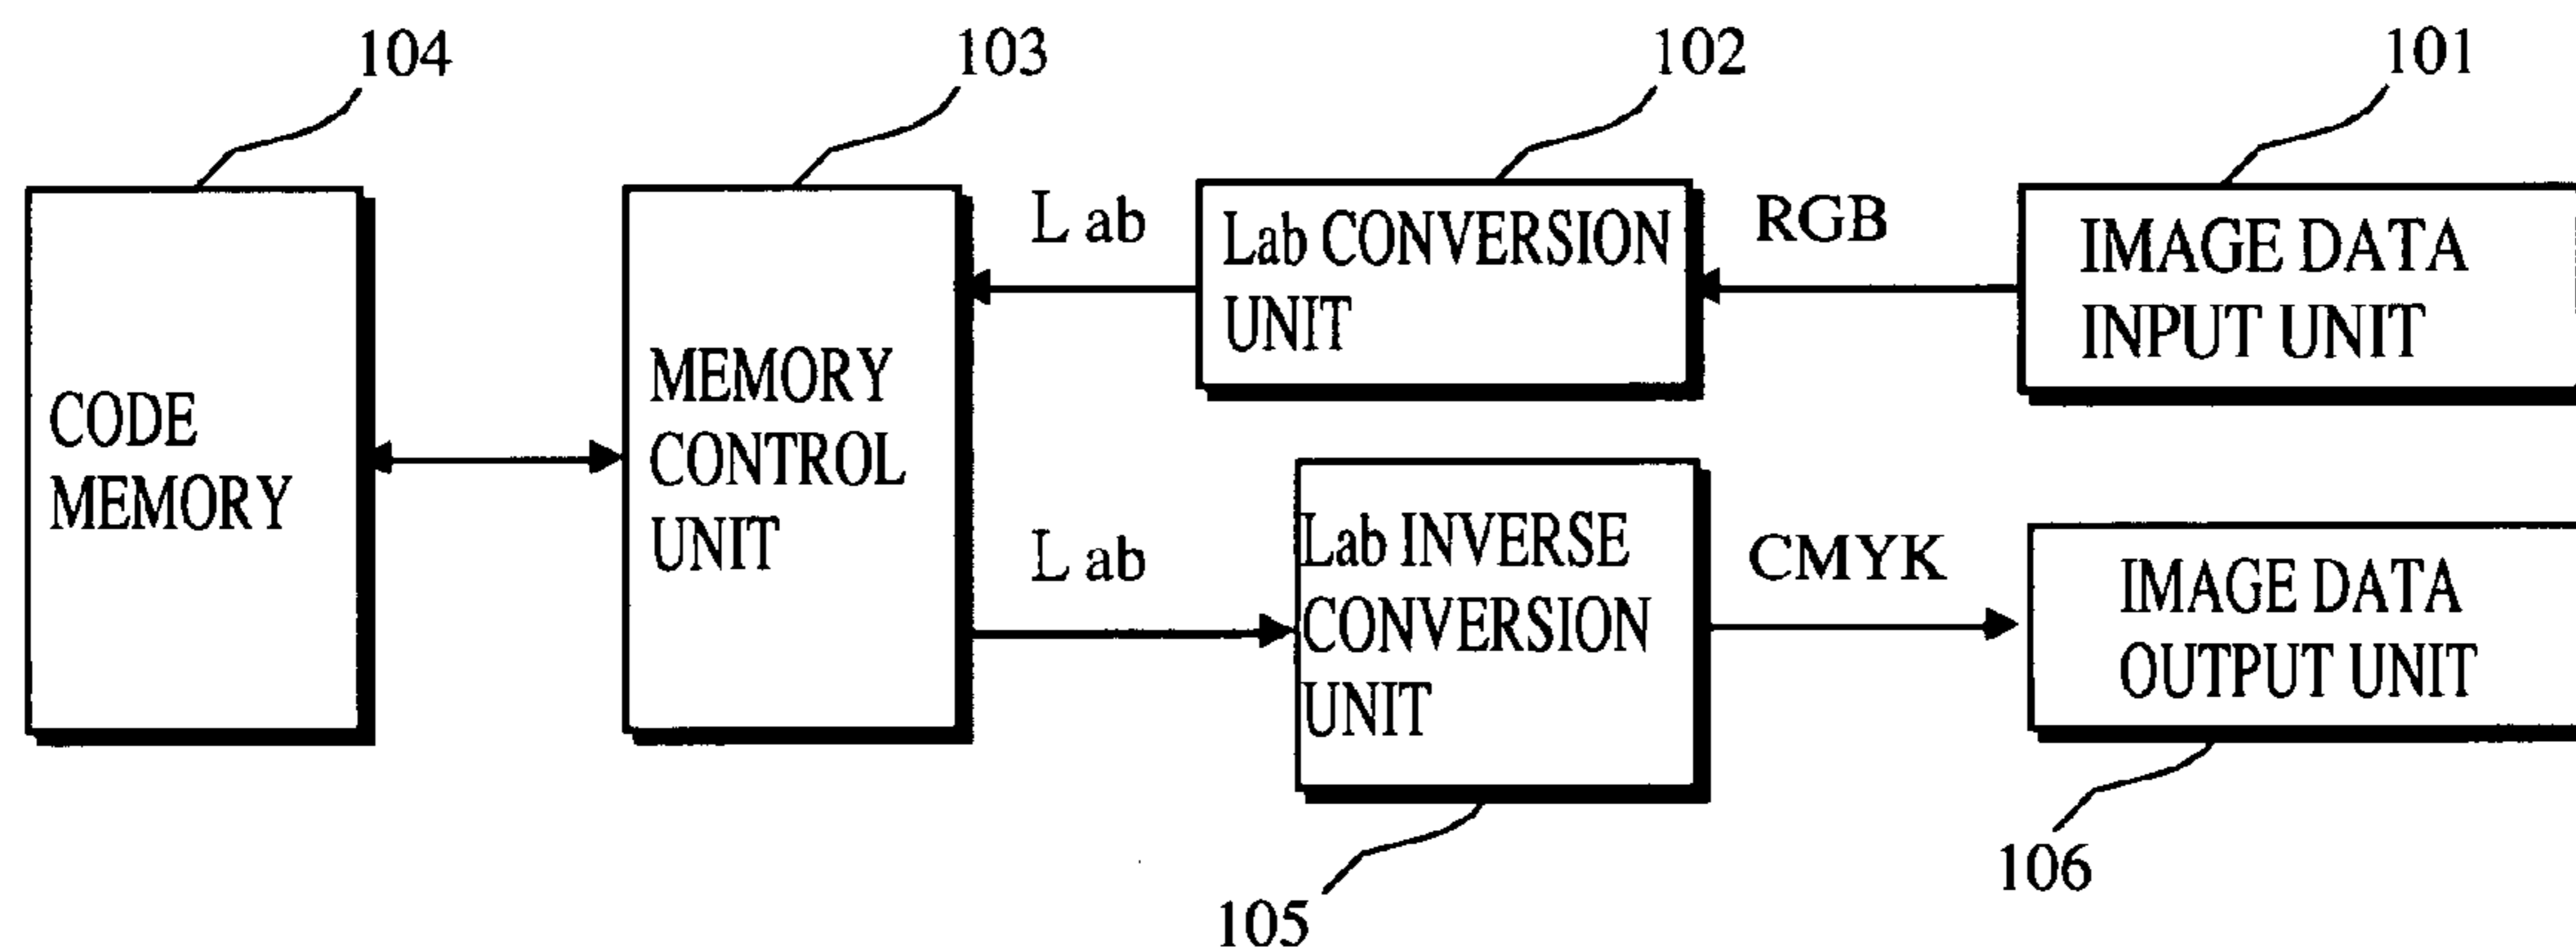 104
103
102
101
CODE
MEMORY
MEMORY
CONTROL
UNIT
L ab
Lab CONVERSION
UNIT
RGB
IMAGE DATA
INPUT UNIT
L ab
Lab INVERSE
CONVERSION
UNIT
CMYK
IMAGE DATA
OUTPUT UNIT
105
106